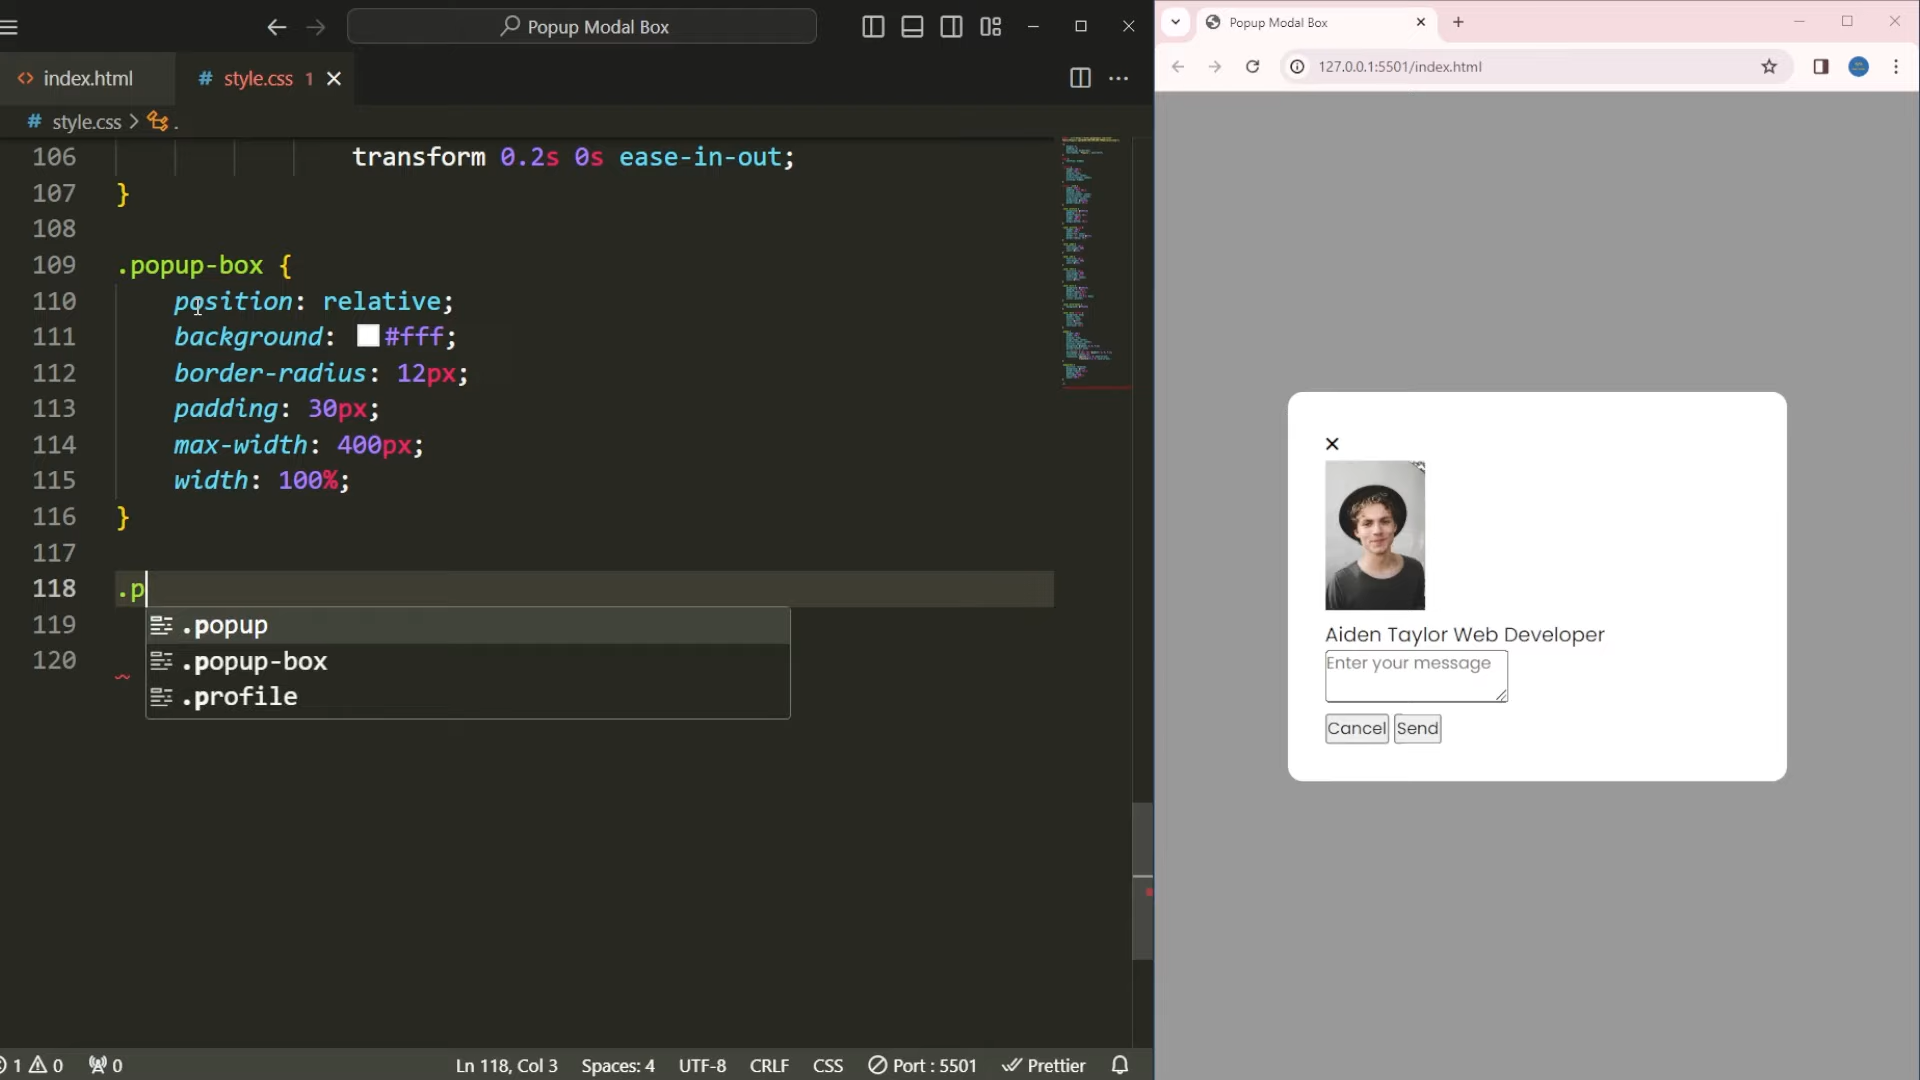 Popup Modal Box
index.html
# style.css 1
# style.css > .
106 transform 0.2s 0s ease-in-out;
107 }
108
109 .popup-box {
110 position: relative;
111 background: #fff;
112 border-radius: 12px;
113 padding: 30px;
114 max-width: 400px;
115 width: 100%;
116 }
117
118 .p
119
120
.popup
.popup-box
.profile
1 0 0
Ln 118, Col 3 Spaces: 4 UTF-8 CRLF CSS Port : 5501 Prettier
Popup Modal Box
127.0.0.1:5501/index.html
Aiden Taylor Web Developer
Enter your message
Cancel Send